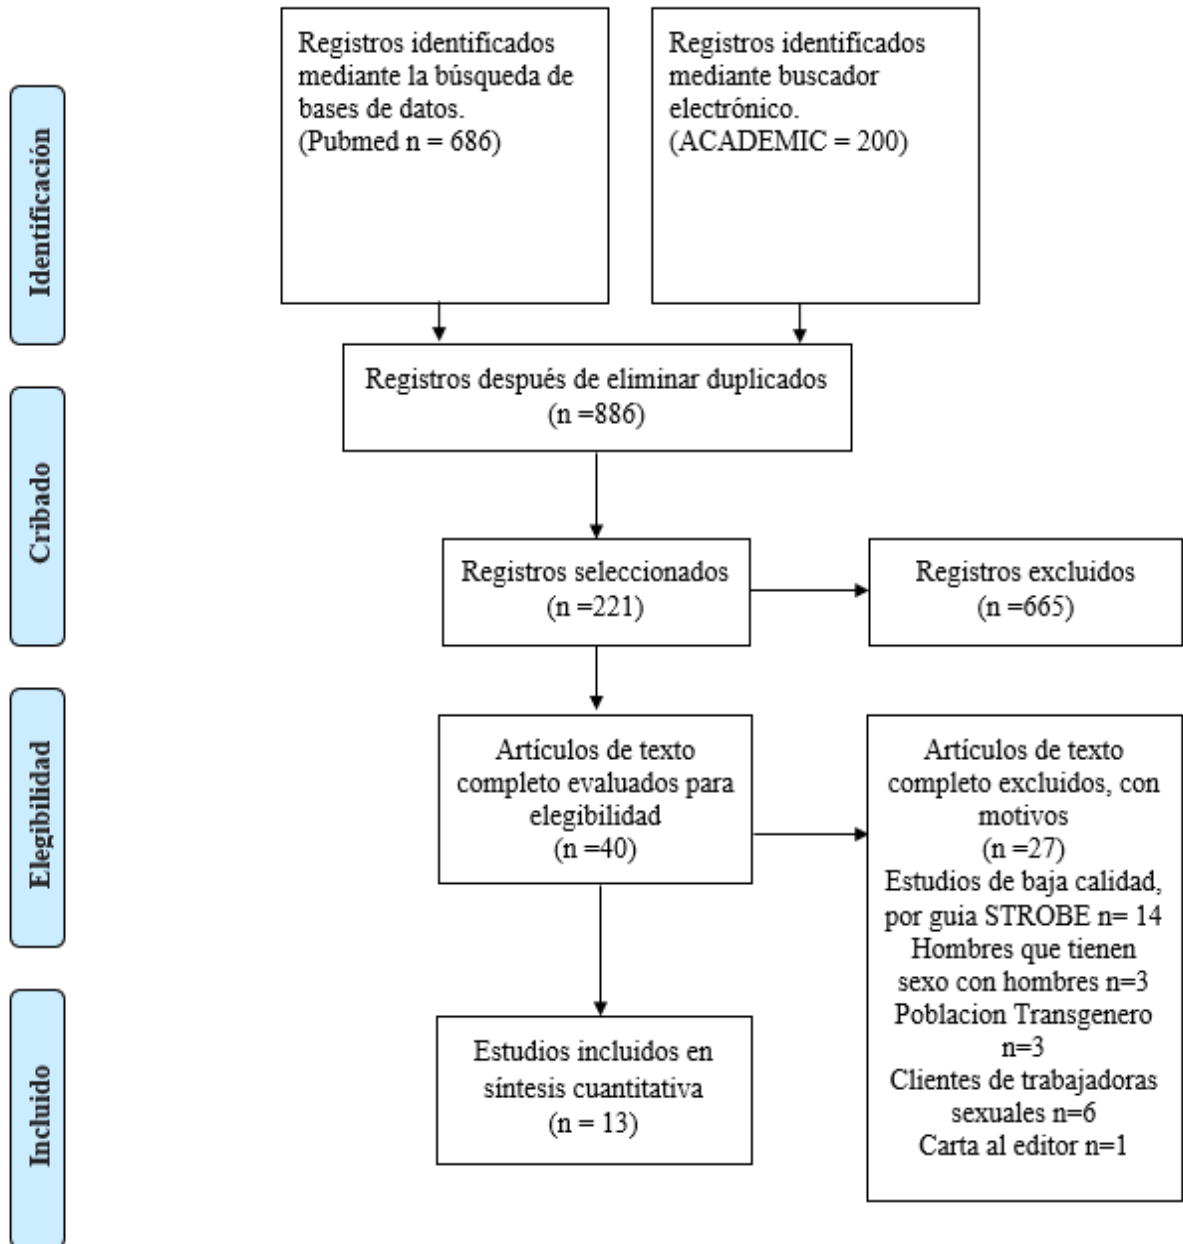 Identificación
Registros identificados
mediante la búsqueda de
bases de datos.
(Pubmed n = 686)
Registros identificados
mediante buscador
electrónico.
(ACADEMIC = 200)
Registros después de eliminar duplicados
(n =886)
Cribado
Registros seleccionados
(n =221)
Registros excluidos
(n =665)
Elegibilidad
Artículos de texto
completo evaluados para
elegibilidad
(n =40)
Artículos de texto
completo excluidos, con
motivos
(n =27)
Estudios de baja calidad,
por guia STROBE n= 14
Hombres que tienen
sexo con hombres n=3
Poblacion Transgenero
n=3
Clientes de trabajadoras
sexuales n=6
Carta al editor n=1
Incluido
Estudios incluidos en
síntesis cuantitativa
(n = 13)